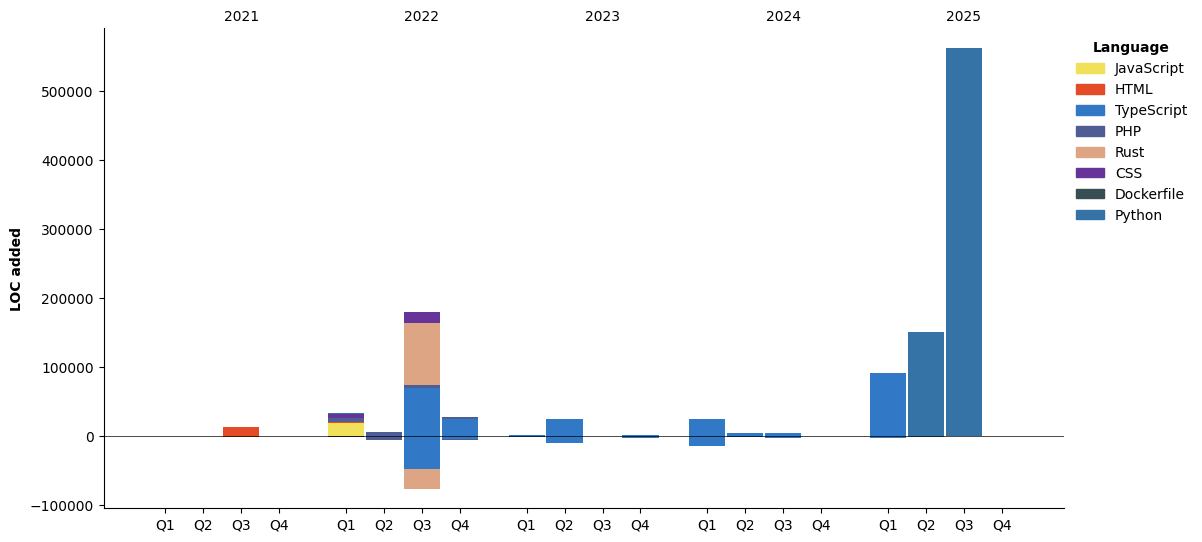 2021 2022 2023 2024 2025
Language
JavaScript
HTML
TypeScript
PHP
Rust
CSS
Dockerfile
Python
LOC added
500000
400000
300000
200000
100000
0
−100000
Q1 Q2 Q3 Q4 Q1 Q2 Q3 Q4 Q1 Q2 Q3 Q4 Q1 Q2 Q3 Q4 Q1 Q2 Q3 Q4